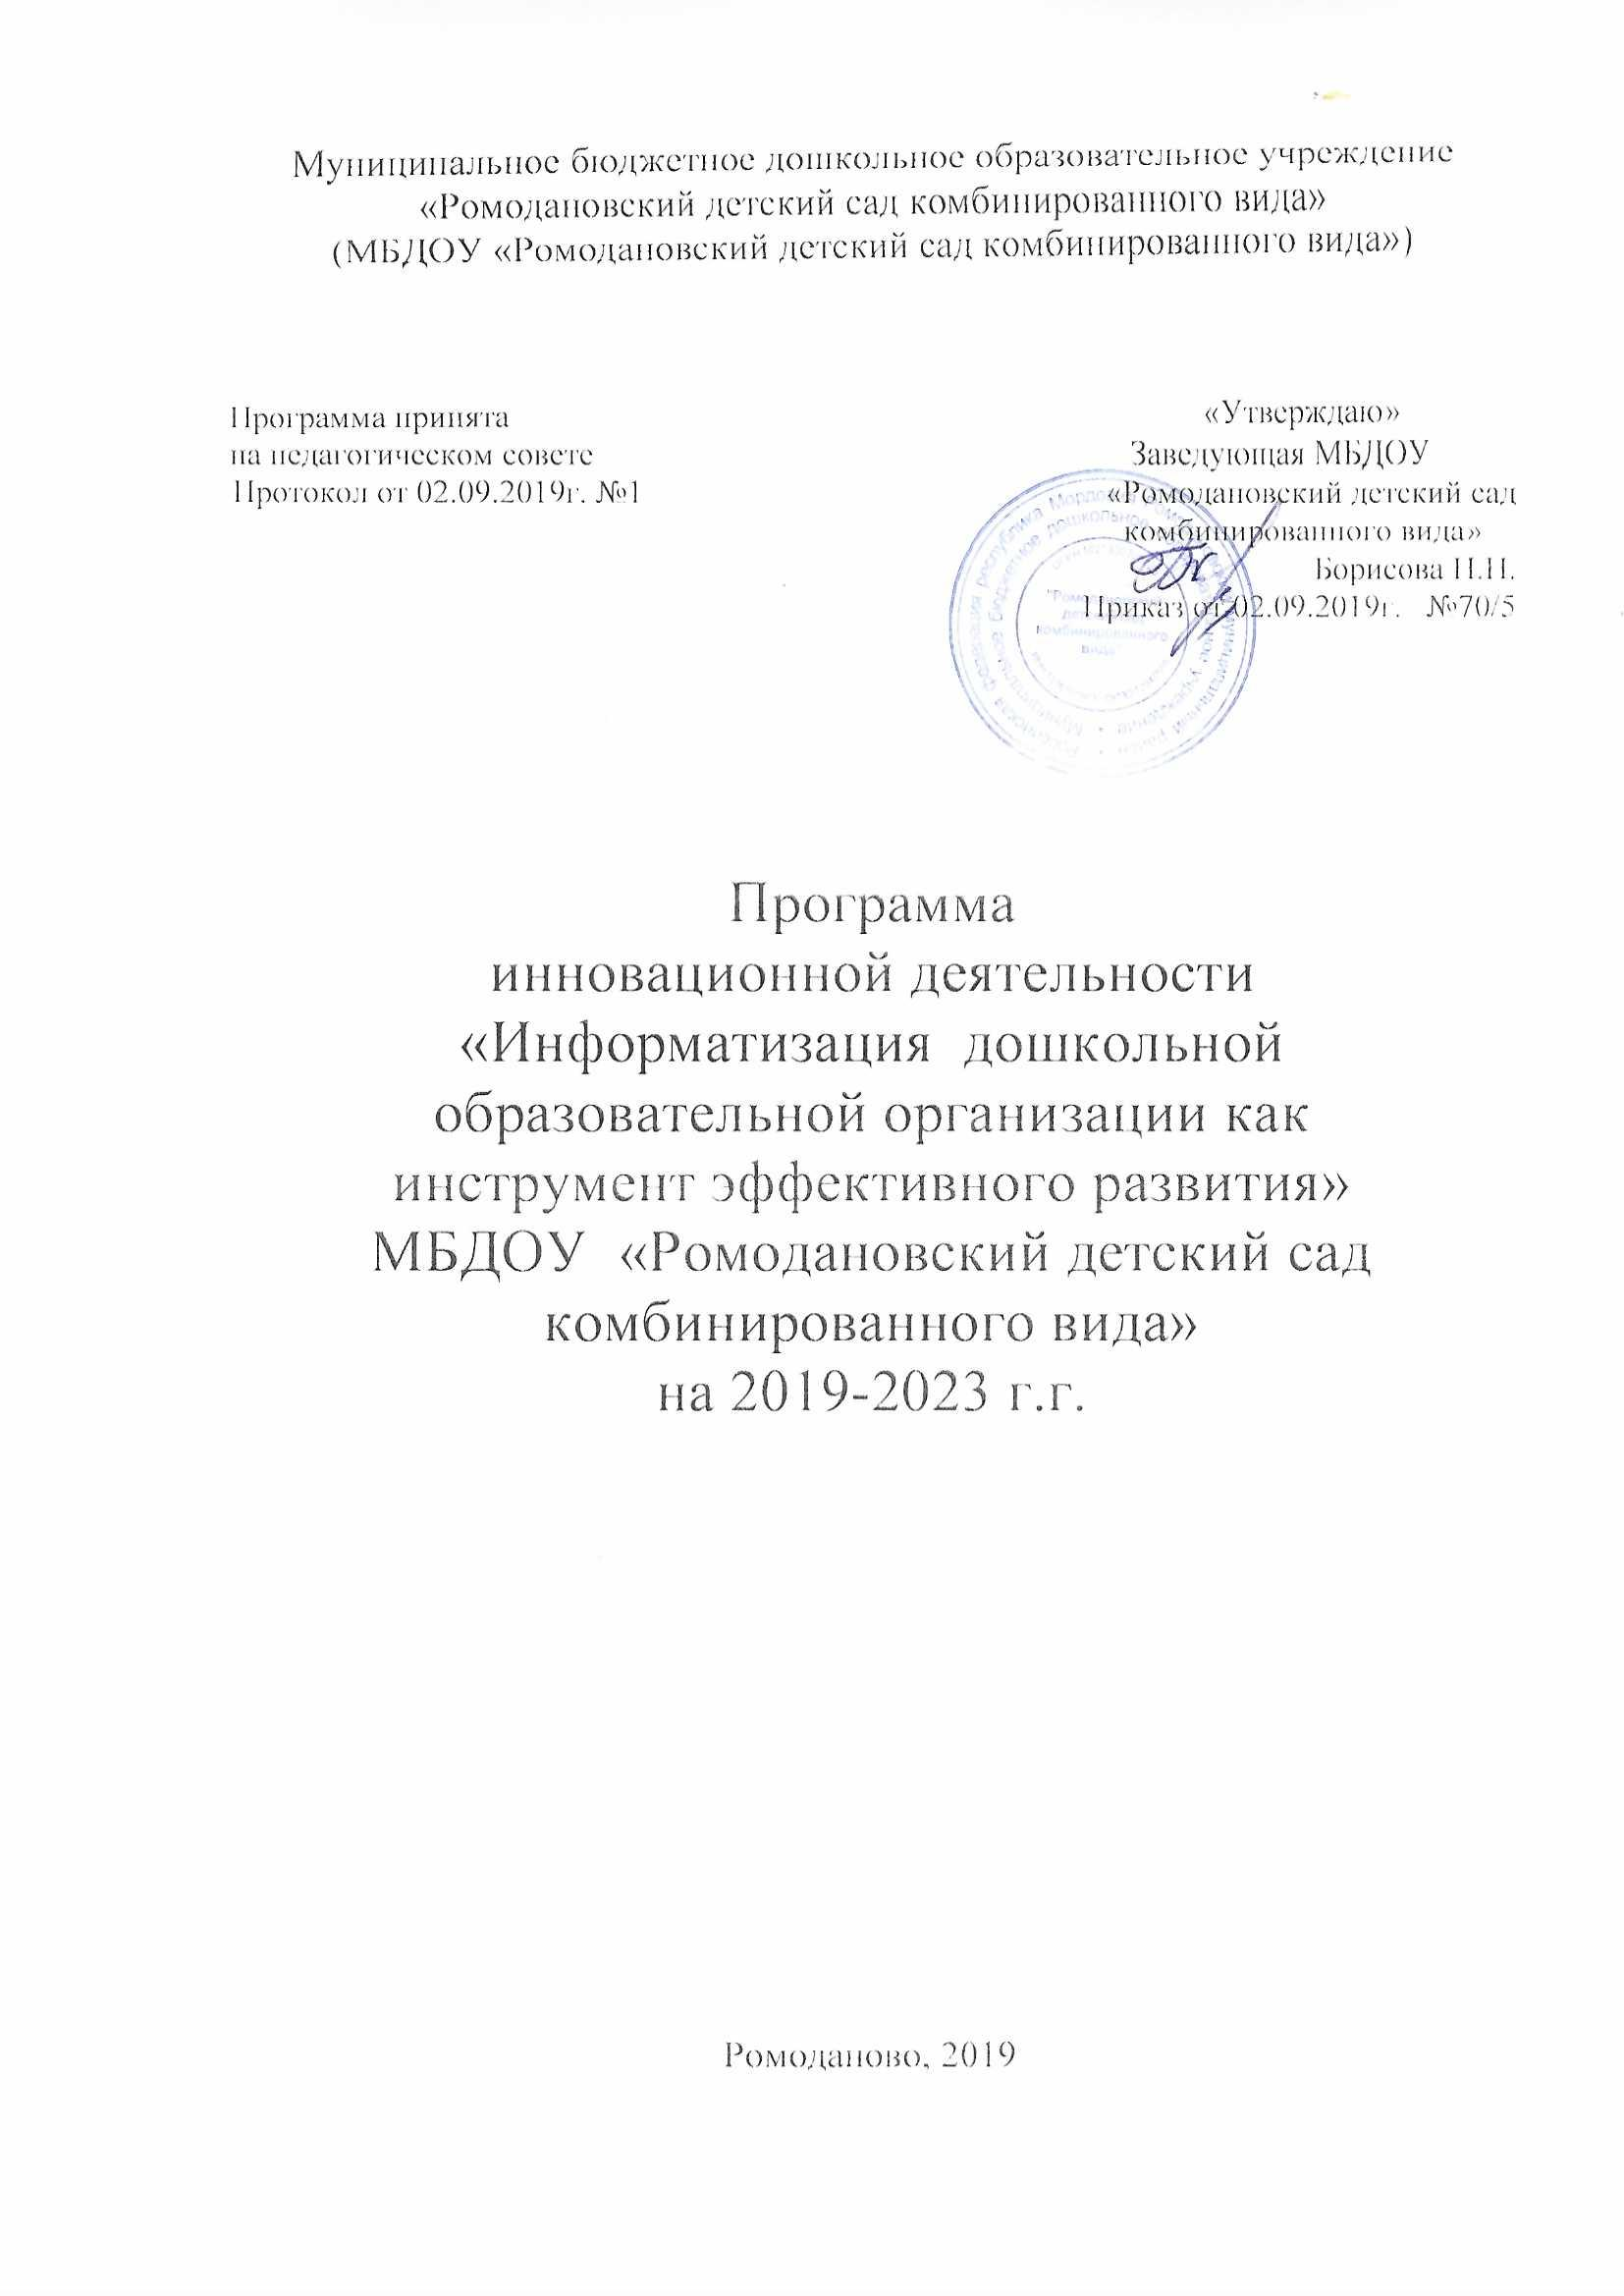 Муниципальное бюджетное дошкольное образовательное учреждение
«Ромодановский детский сад комбинированного вида»
(МБДОУ «Ромодановский детский сад комбинированного вида»)
Программа принята
на педагогическом совете
Протокол от 02.09.2019г. №1
«Утверждаю»
Заведующая МБДОУ
«Ромодановский детский сад
комбинированного вида»
Борисова Н.Н.
Приказ от 02.09.2019г. №70/5
комбинированного
вида"
Программа
инновационной деятельности
«Информатизация дошкольной
образовательной организации как
инструмент эффективного развития»
МБДОУ «Ромодановский детский сад
комбинированного вида»
на 2019-2023 г.г.
Ромоданово, 2019